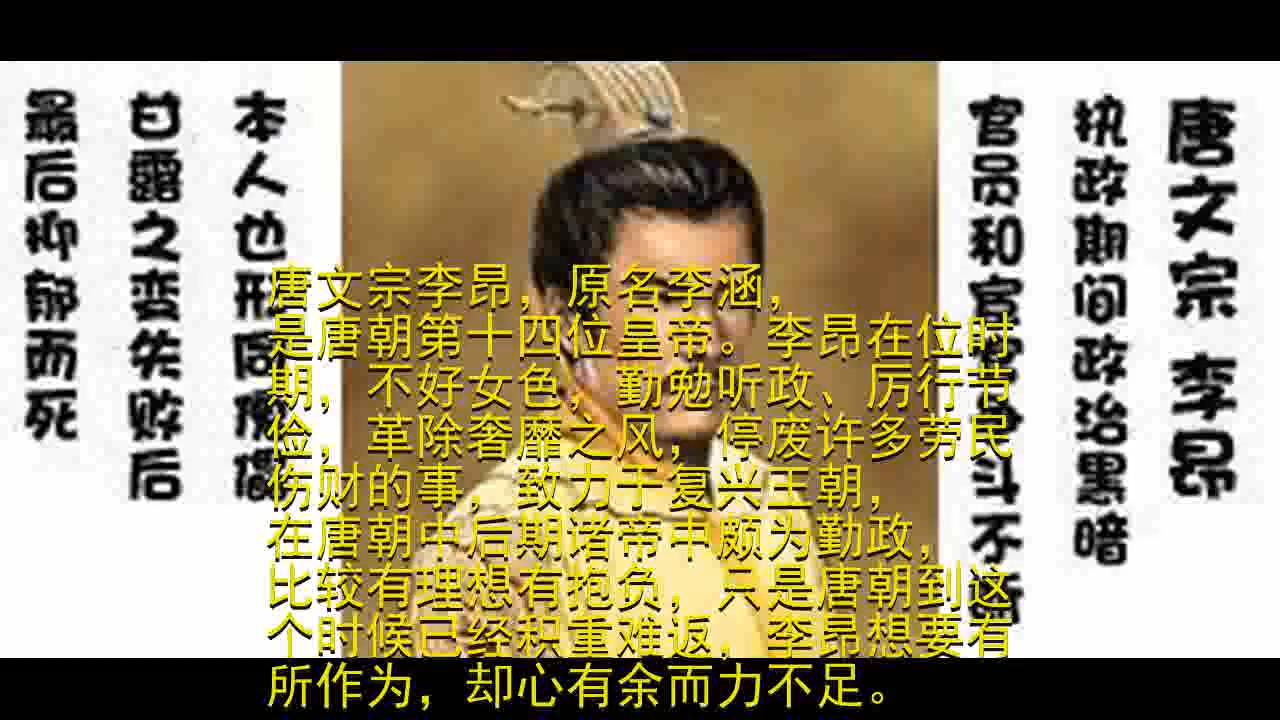 唐文宗 李昂
执政期间政治黑暗
官员和官官争斗不断
本人也形同傀儡
甘露之变失败后
最后抑郁而死
唐文宗李昂，原名李涵，
是唐朝第十四位皇帝。李昂在位时
期，不好女色，勤勉听政、厉行节
俭，革除奢靡之风，停废许多劳民
伤财的事，致力于复兴王朝，
在唐朝中后期诸帝中颇为勤政，
比较有理想有抱负，只是唐朝到这
个时候已经积重难返，李昂想要有
所作为，却心有余而力不足。